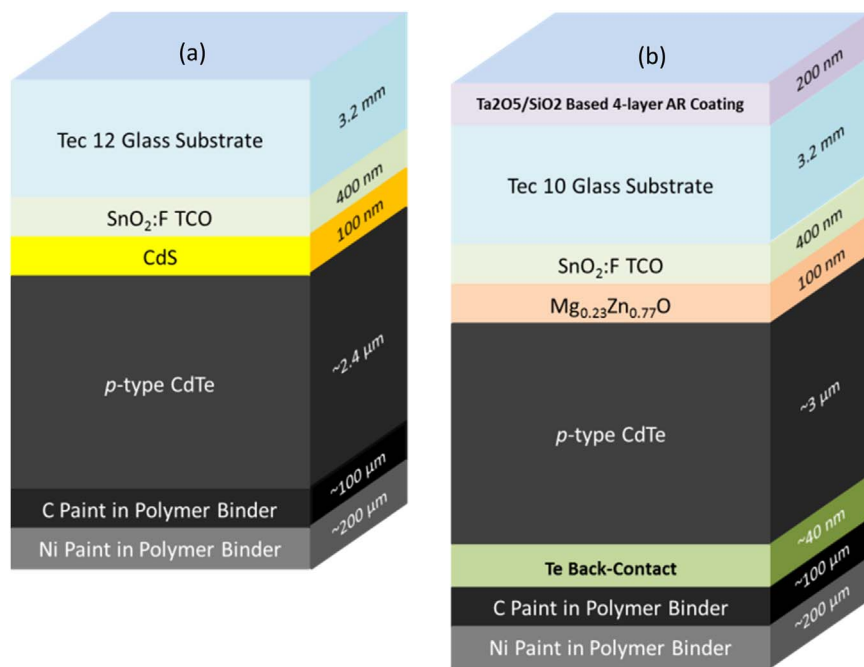 (a)
Tec 12 Glass Substrate
3.2 mm
SnO₂:F TCO
400 nm
CdS
100 nm
p-type CdTe
~2.4 µm
C Paint in Polymer Binder
~100 µm
Ni Paint in Polymer Binder
~200 µm
(b)
Ta2O5/SiO2 Based 4-layer AR Coating
200 nm
Tec 10 Glass Substrate
3.2 mm
SnO₂:F TCO
400 nm
Mg₀.₂₃Zn₀.₇₇O
100 nm
p-type CdTe
~3 µm
Te Back-Contact
~40 nm
C Paint in Polymer Binder
~100 µm
Ni Paint in Polymer Binder
~200 µm